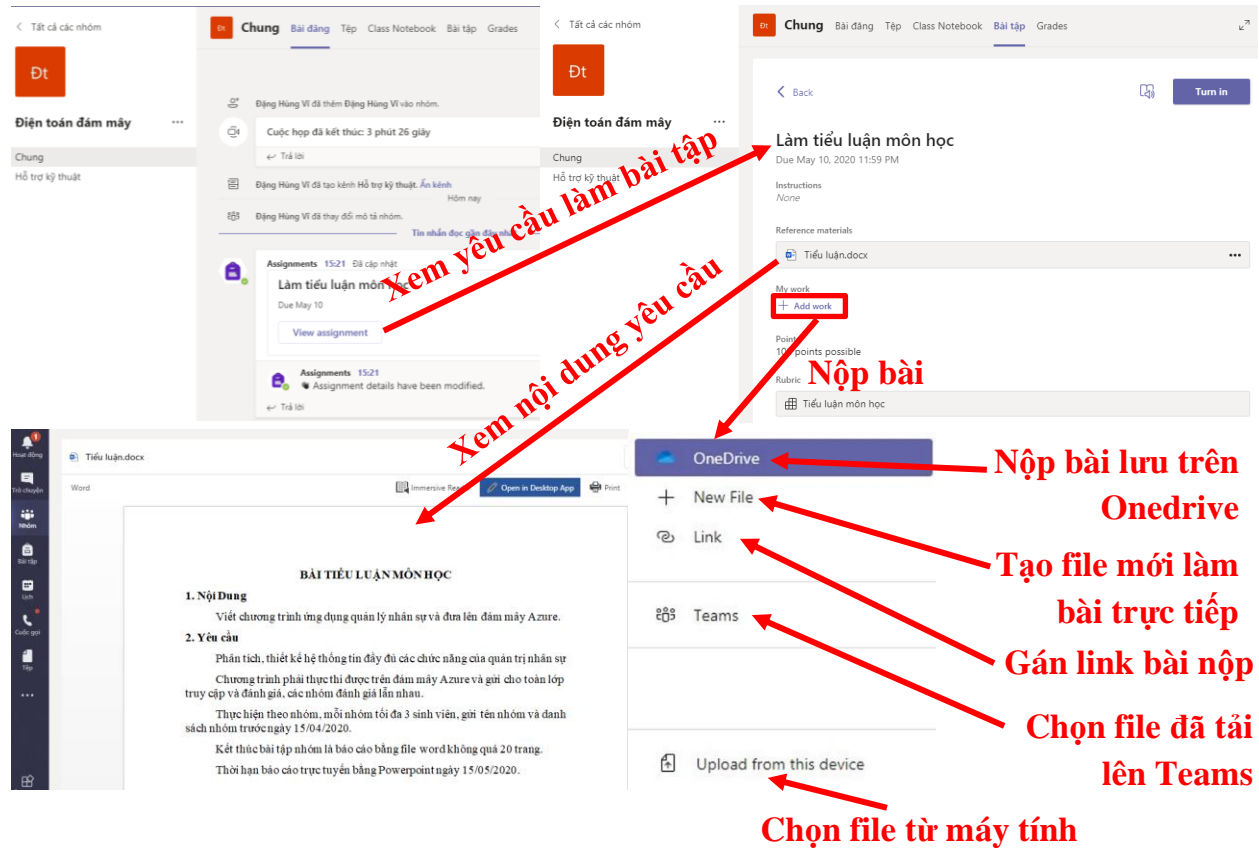 < Tất cả các nhóm
Đt
Điện toán đám mây ...
Chung
Hỗ trợ kỹ thuật
Đt Chung Bài đăng Tệp Class Notebook Bài tập Grades
Đặng Hùng Vĩ đã thêm Đặng Hùng Vĩ vào nhóm.
Cuộc họp đã kết thúc: 3 phút 26 giây
Trả lời
Đặng Hùng Vĩ đã tạo kênh Hỗ trợ kỹ thuật. Ẩn kênh
Hôm nay
Đặng Hùng Vĩ đã thay đổi mô tả nhóm.
Tin nhắn đọc gần đây
Assignments 15:21 Đã cập nhật
Làm tiểu luận môn
Due May 10
View assignment
Assignments 15:21
Assignment details have been modified.
Trả lời
< Tất cả các nhóm
Đt
Điện toán đám mây ...
Chung
Hỗ trợ kỹ thuật
Xem yêu cầu làm bài tập
Đt Chung Bài đăng Tệp Class Notebook Bài tập Grades
< Back
Turn in
Làm tiểu luận môn học
Due May 10, 2020 11:59 PM
Instructions
None
Reference materials
Tiểu luận.docx ...
My work
+ Add work
points possible
Rubric
Tiểu luận môn học
Nộp bài
Xem nội dung yêu cầu
1
Hoạt động
Trò chuyện
Nhóm
Bài tập
Lịch
Cuộc gọi
Tệp
...
Tiểu luận.docx
Word
Immersive
Open in Desktop App
Print
BÀI TIỂU LUẬN MÔN HỌC
1. Nội Dung
Viết chương trình ứng dụng quản lý nhân sự và đưa lên đám mây Azure.
2. Yêu cầu
Phân tích, thiết kế hệ thống tin đầy đủ các chức năng của quản trị nhân sự
Chương trình phải thực thi được trên đám mây Azure và gửi cho toàn lớp
truy cập và đánh giá, các nhóm đánh giá lẫn nhau.
Thực hiện theo nhóm, mỗi nhóm tối đa 3 sinh viên, gửi tên nhóm và danh
sách nhóm trước ngày 15/04/2020.
Kết thúc bài tập nhóm là báo cáo bằng file word không quá 20 trang.
Thời hạn báo cáo trực tuyến bằng Powerpoint ngày 15/05/2020.
OneDrive
+ New File
Link
Teams
Upload from this device
Nộp bài lưu trên
Onedrive
Tạo file mới làm
bài trực tiếp
Gán link bài nộp
Chọn file đã tải
lên Teams
Chọn file từ máy tính